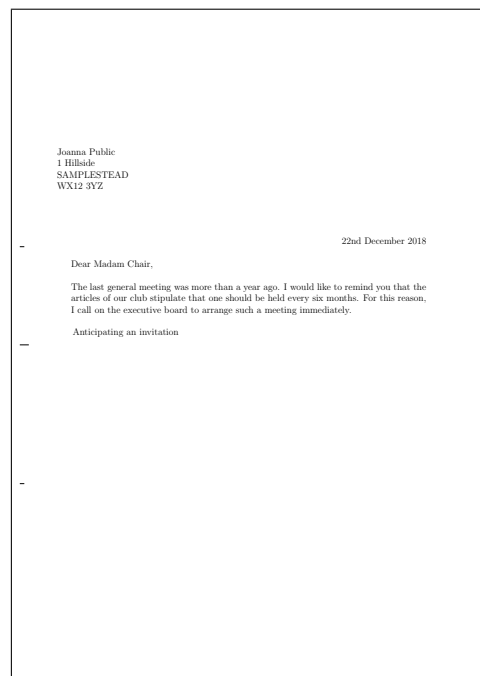 Joanna Public
1 Hillside
SAMPLESTEAD
WX12 3YZ
22nd December 2018
Dear Madam Chair,
The last general meeting was more than a year ago. I would like to remind you that the
articles of our club stipulate that one should be held every six months. For this reason,
I call on the executive board to arrange such a meeting immediately.
Anticipating an invitation